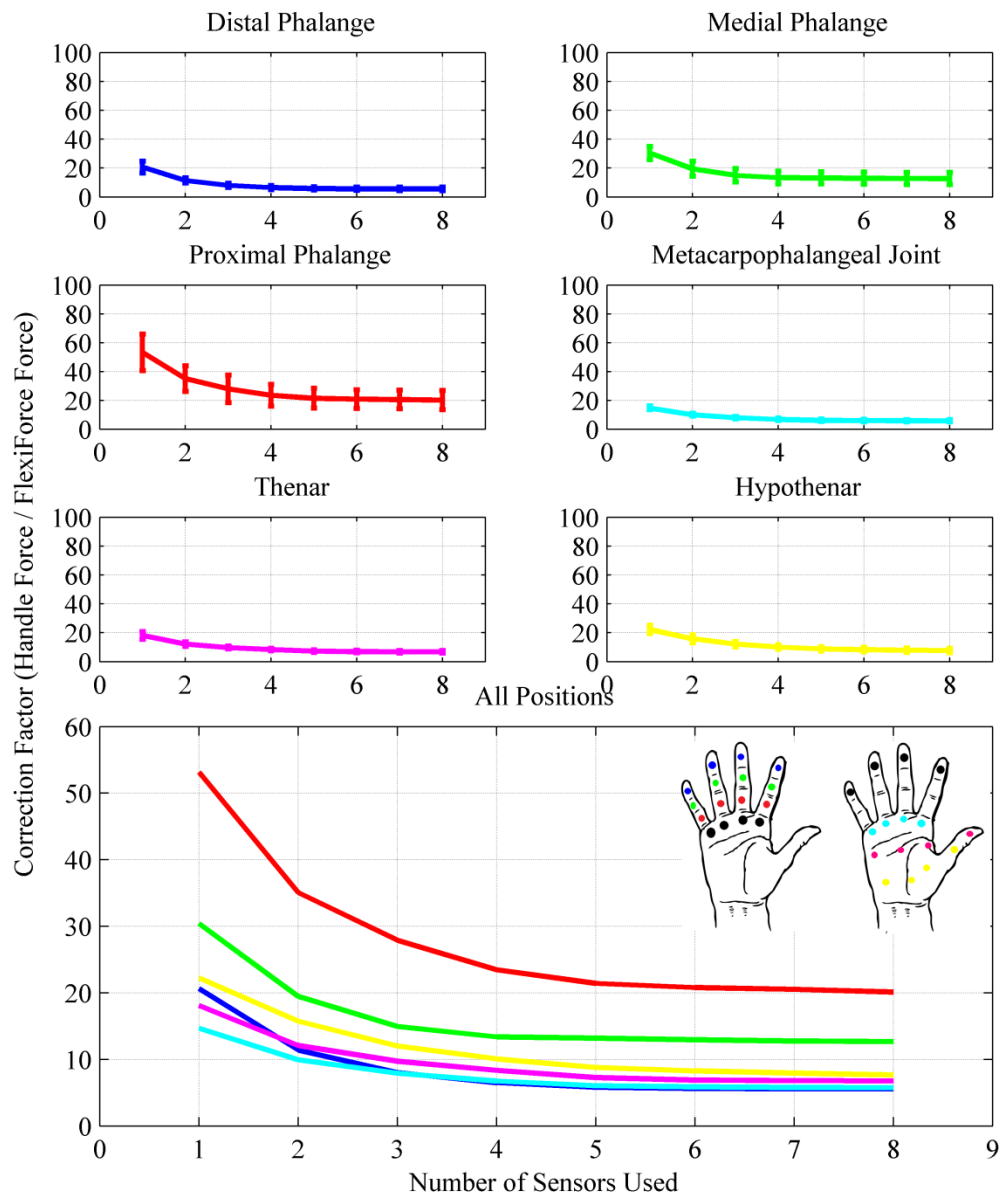 Distal Phalange
Medial Phalange
100
80
60
40
20
0
0 2 4 6 8
100
80
60
40
20
0
0 2 4 6 8
Proximal Phalange
Metacarpophalangeal Joint
100
80
60
40
20
0
0 2 4 6 8
100
80
60
40
20
0
0 2 4 6 8
Thenar
Hypothenar
100
80
60
40
20
0
0 2 4 6 8
100
80
60
40
20
0
0 2 4 6 8
Correction Factor (Handle Force / FlexiForce Force)
All Positions
60
50
40
30
20
10
0
0 1 2 3 4 5 6 7 8 9
Number of Sensors Used